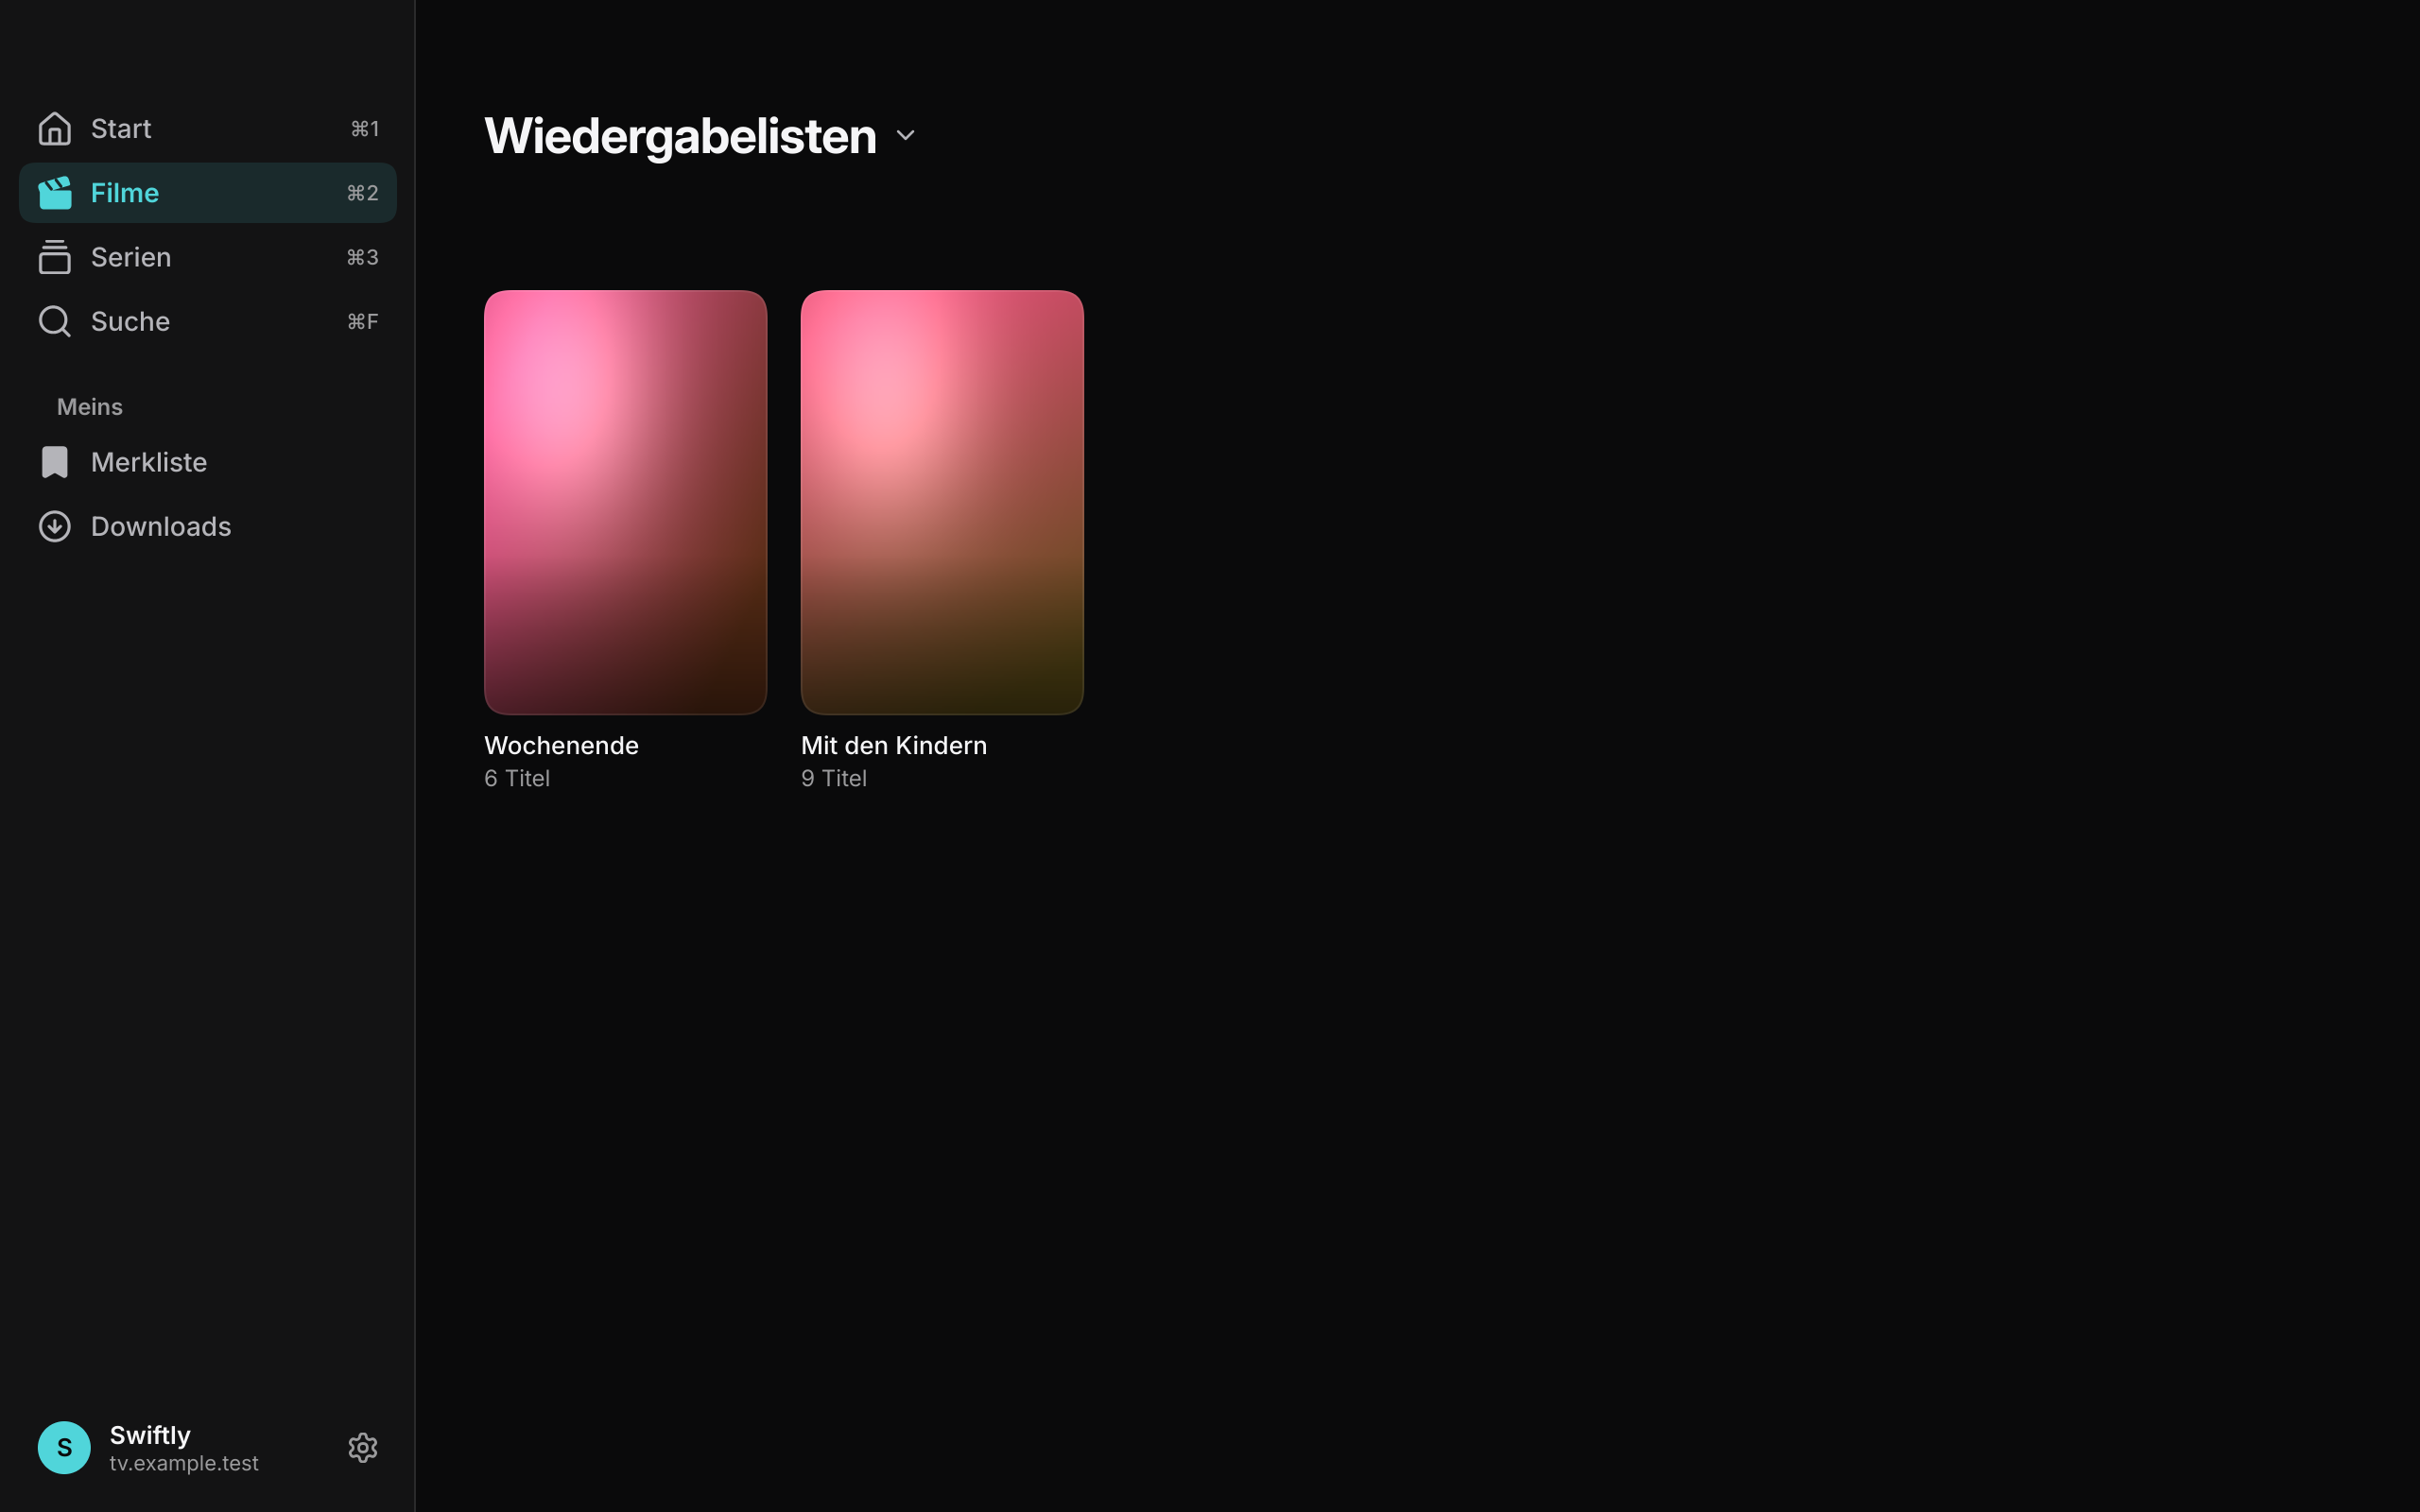 Start ⌘1
Filme ⌘2
Serien ⌘3
Suche ⌘F
Meins
Merkliste
Downloads
Swiftly
tv.example.test
S
Wiedergabelisten
Wochenende
6 Titel
Mit den Kindern
9 Titel